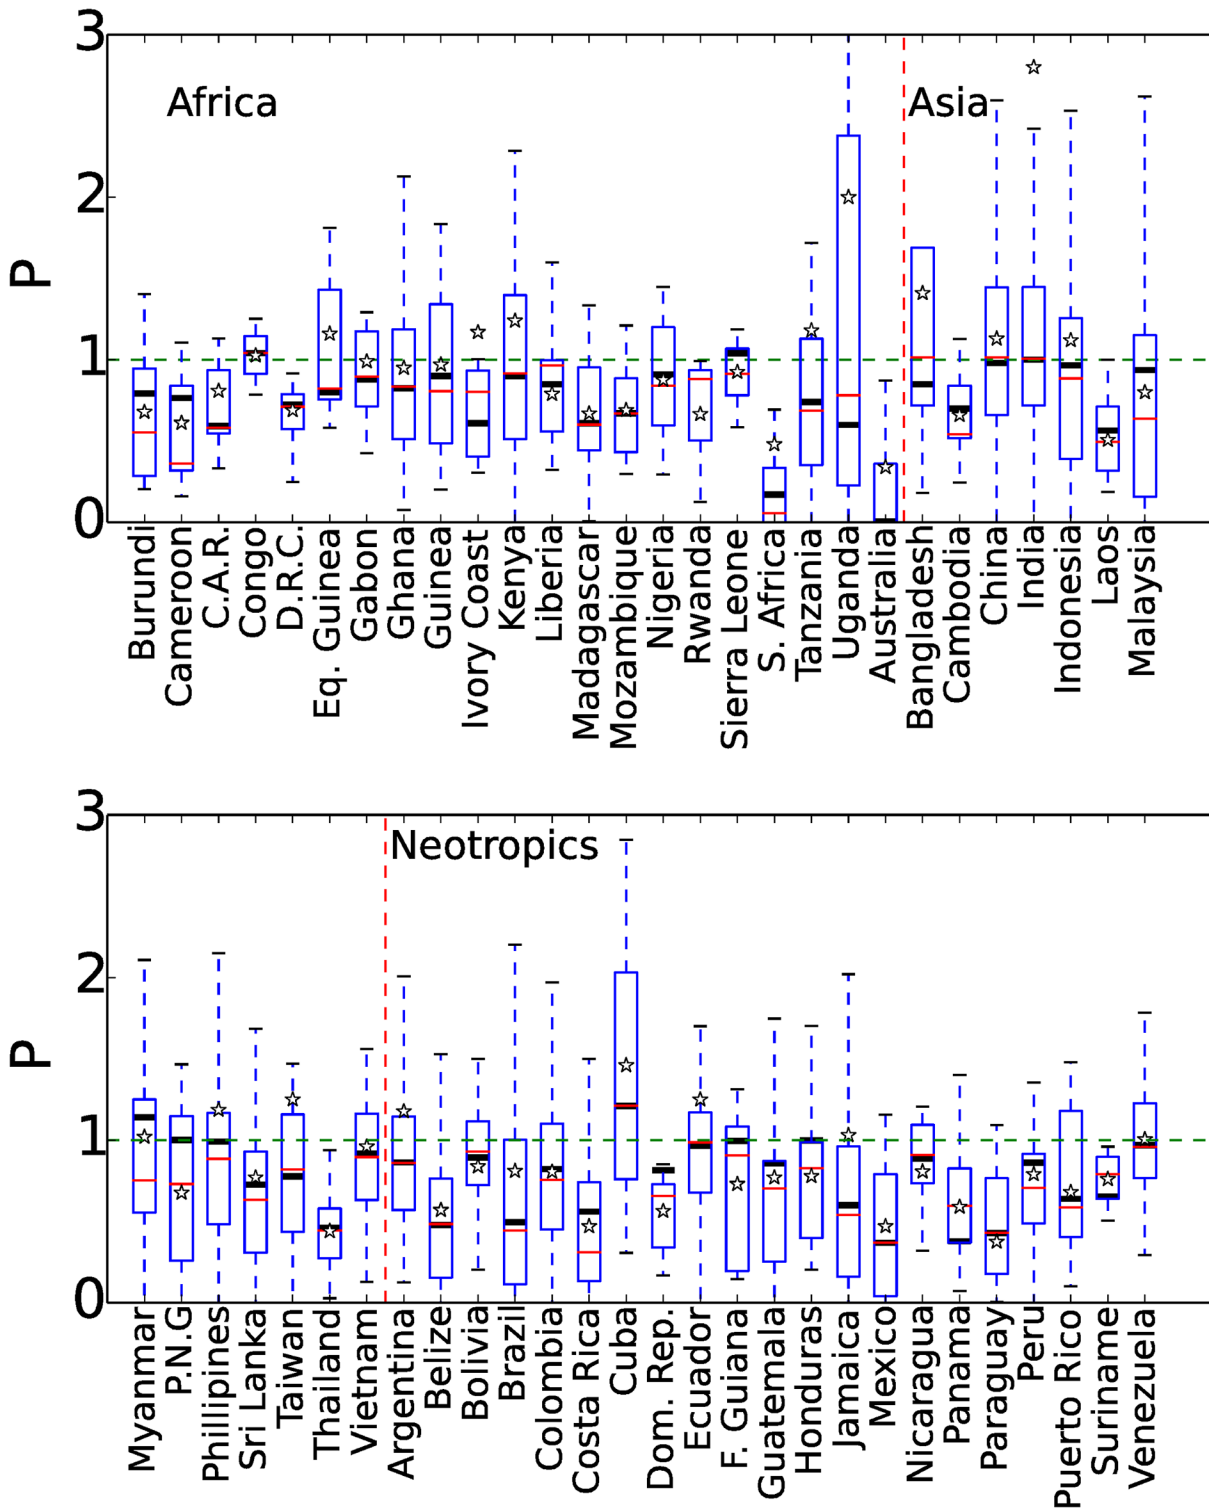 3
Africa
Asia
2
P
1
0
Burundi
Cameroon
C.A.R.
Congo
D.R.C.
Eq. Guinea
Gabon
Ghana
Guinea
Ivory Coast
Kenya
Liberia
Madagascar
Mozambique
Nigeria
Rwanda
Sierra Leone
S. Africa
Tanzania
Uganda
Australia
Bangladesh
Cambodia
China
India
Indonesia
Laos
Malaysia
3
Neotropics
2
P
1
0
Myanmar
P.N.G
Phillipines
Sri Lanka
Taiwan
Thailand
Vietnam
Argentina
Belize
Bolivia
Brazil
Colombia
Costa Rica
Cuba
Dom. Rep.
Ecuador
F. Guiana
Guatemala
Honduras
Jamaica
Mexico
Nicaragua
Panama
Paraguay
Peru
Puerto Rico
Suriname
Venezuela